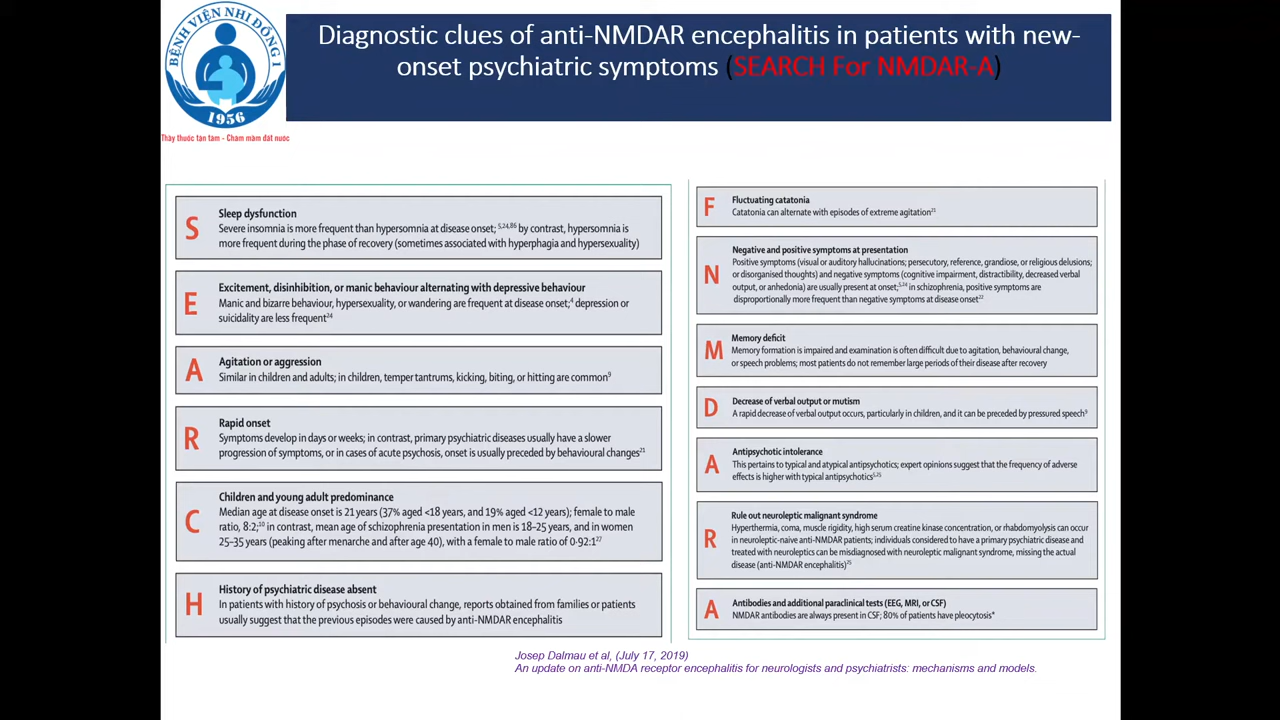 BỆNH VIỆN NHI ĐỒNG 1
1956
Thầy thuốc tận tâm - Chăm mầm đất nước
Diagnostic clues of anti-NMDAR encephalitis in patients with new-
onset psychiatric symptoms (SEARCH For NMDAR-A)
S
Sleep dysfunction
Severe insomnia is more frequent than hypersomnia at disease onset; 5,24,86 by contrast, hypersomnia is
more frequent during the phase of recovery (sometimes associated with hyperphagia and hypersexuality)
E
Excitement, disinhibition, or manic behaviour alternating with depressive behaviour
Manic and bizarre behaviour, hypersexuality, or wandering are frequent at disease onset;4 depression or
suicidality are less frequent24
A
Agitation or aggression
Similar in children and adults; in children, temper tantrums, kicking, biting, or hitting are common9
R
Rapid onset
Symptoms develop in days or weeks; in contrast, primary psychiatric diseases usually have a slower
progression of symptoms, or in cases of acute psychosis, onset is usually preceded by behavioural changes21
C
Children and young adult predominance
Median age at disease onset is 21 years (37% aged <18 years, and 19% aged <12 years); female to male
ratio, 8:2;10 in contrast, mean age of schizophrenia presentation in men is 18–25 years, and in women
25–35 years (peaking after menarche and after age 40), with a female to male ratio of 0·92:127
H
History of psychiatric disease absent
In patients with history of psychosis or behavioural change, reports obtained from families or patients
usually suggest that the previous episodes were caused by anti-NMDAR encephalitis
F
Fluctuating catatonia
Catatonia can alternate with episodes of extreme agitation21
N
Negative and positive symptoms at presentation
Positive symptoms (visual or auditory hallucinations; persecutory, reference, grandiose, or religious delusions;
or disorganised thoughts) and negative symptoms (cognitive impairment, distractibility, decreased verbal
output, or anhedonia) are usually present at onset;5,24 in schizophrenia, positive symptoms are
disproportionally more frequent than negative symptoms at disease onset22
M
Memory deficit
Memory formation is impaired and examination is often difficult due to agitation, behavioural change,
or speech problems; most patients do not remember large periods of their disease after recovery
D
Decrease of verbal output or mutism
A rapid decrease of verbal output occurs, particularly in children, and it can be preceded by pressured speech9
A
Antipsychotic intolerance
This pertains to typical and atypical antipsychotics; expert opinions suggest that the frequency of adverse
effects is higher with typical antipsychotics5,25
R
Rule out neuroleptic malignant syndrome
Hyperthermia, coma, muscle rigidity, high serum creatine kinase concentration, or rhabdomyolysis can occur
in neuroleptic-naive anti-NMDAR patients; individuals considered to have a primary psychiatric disease and
treated with neuroleptics can be misdiagnosed with neuroleptic malignant syndrome, missing the actual
disease (anti-NMDAR encephalitis)25
A
Antibodies and additional paraclinical tests (EEG, MRI, or CSF)
NMDAR antibodies are always present in CSF; 80% of patients have pleocytosis*
Josep Dalmau et al, (July 17, 2019)
An update on anti-NMDA receptor encephalitis for neurologists and psychiatrists: mechanisms and models.